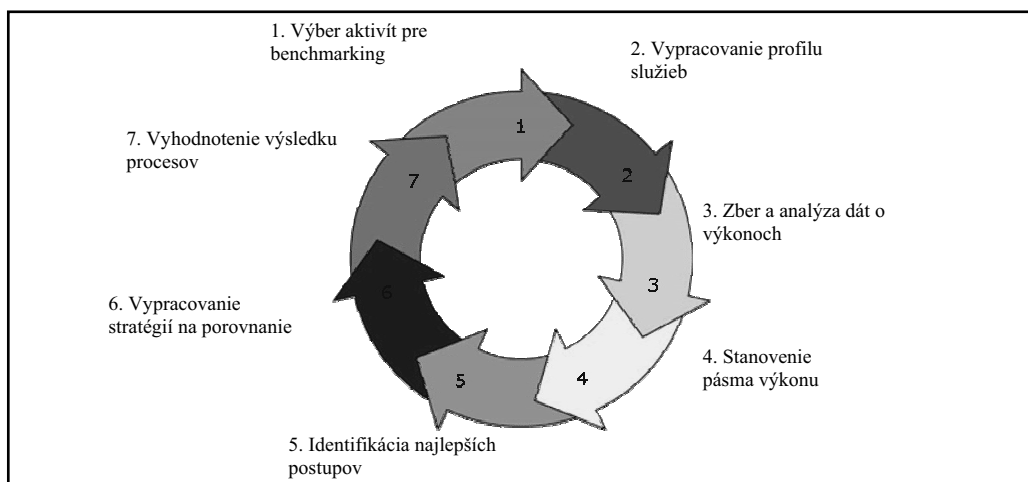 1. Výber aktivít pre
benchmarking
2. Vypracovanie profilu
služieb
3. Zber a analýza dát o
výkonoch
4. Stanovenie
pásma výkonu
5. Identifikácia najlepších
postupov
6. Vypracovanie
stratégií na porovnanie
7. Vyhodnotenie výsledku
procesov
1
2
3
4
5
6
7